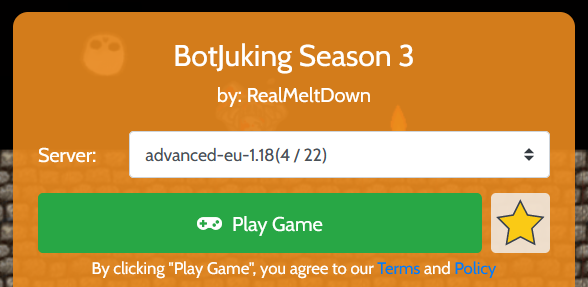 BotJuking Season 3
by: RealMeltDown
Server: advanced-eu-1.18(4 / 22)
Play Game
By clicking "Play Game", you agree to our Terms and Policy